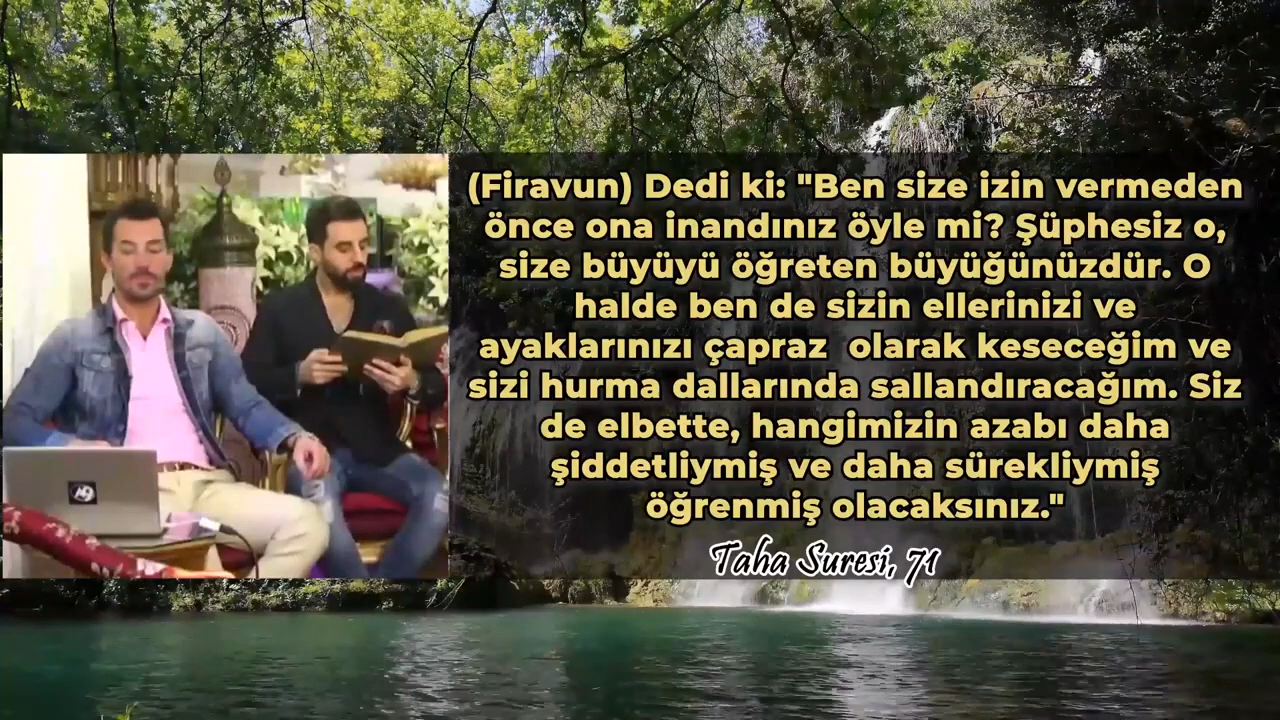 (Firavun) Dedi ki: "Ben size izin vermeden
önce ona inandınız öyle mi? Şüphesiz o,
size büyüyü öğreten büyüğünüzdür. O
halde ben de sizin ellerinizi ve
ayaklarınızı çapraz  olarak keseceğim ve
sizi hurma dallarında sallandıracağım. Siz
de elbette, hangimizin azabı daha
şiddetliymiş ve daha sürekliymiş
öğrenmiş olacaksınız."
Taha Suresi, 71